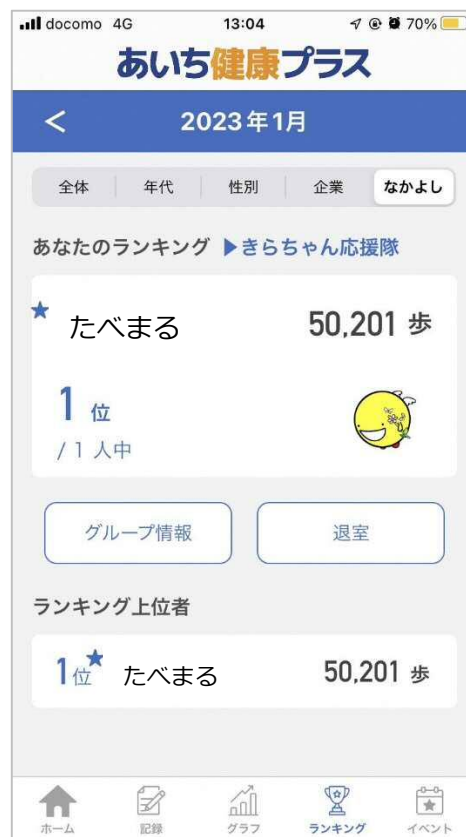 docomo 4G 13:04 70%
あいち健康プラス
< 2023年1月
全体 年代 性別 企業 なかよし
あなたのランキング ▶きらちゃん応援隊
★ たべまる 50,201 歩
1 位
/ 1 人中
グループ情報 退室
ランキング上位者
1位★ たべまる 50,201 歩
ホーム 記録 グラフ ランキング イベント